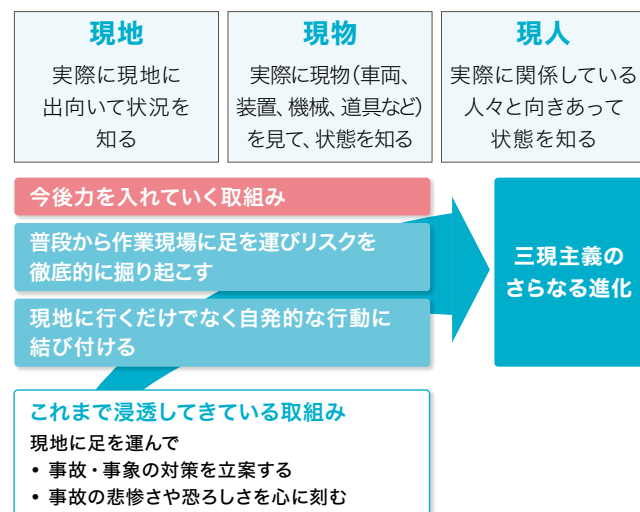 現地
実際に現地に
出向いて状況を
知る
現物
実際に現物(車両、
装置、機械、道具など)
を見て、状態を知る
現人
実際に関係している
人々と向きあって
状態を知る
今後力を入れていく取組み
普段から作業現場に足を運びリスクを
徹底的に掘り起こす
現地に行くだけでなく自発的な行動に
結び付ける
三現主義の
さらなる進化
これまで浸透してきている取組み
現地に足を運んで
• 事故・事象の対策を立案する
• 事故の悲惨さや恐ろしさを心に刻む